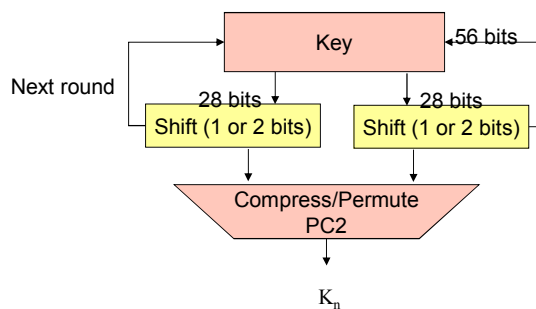 Key
56 bits
Next round
28 bits
28 bits
Shift (1 or 2 bits)
Shift (1 or 2 bits)
Compress/Permute
PC2
Kn